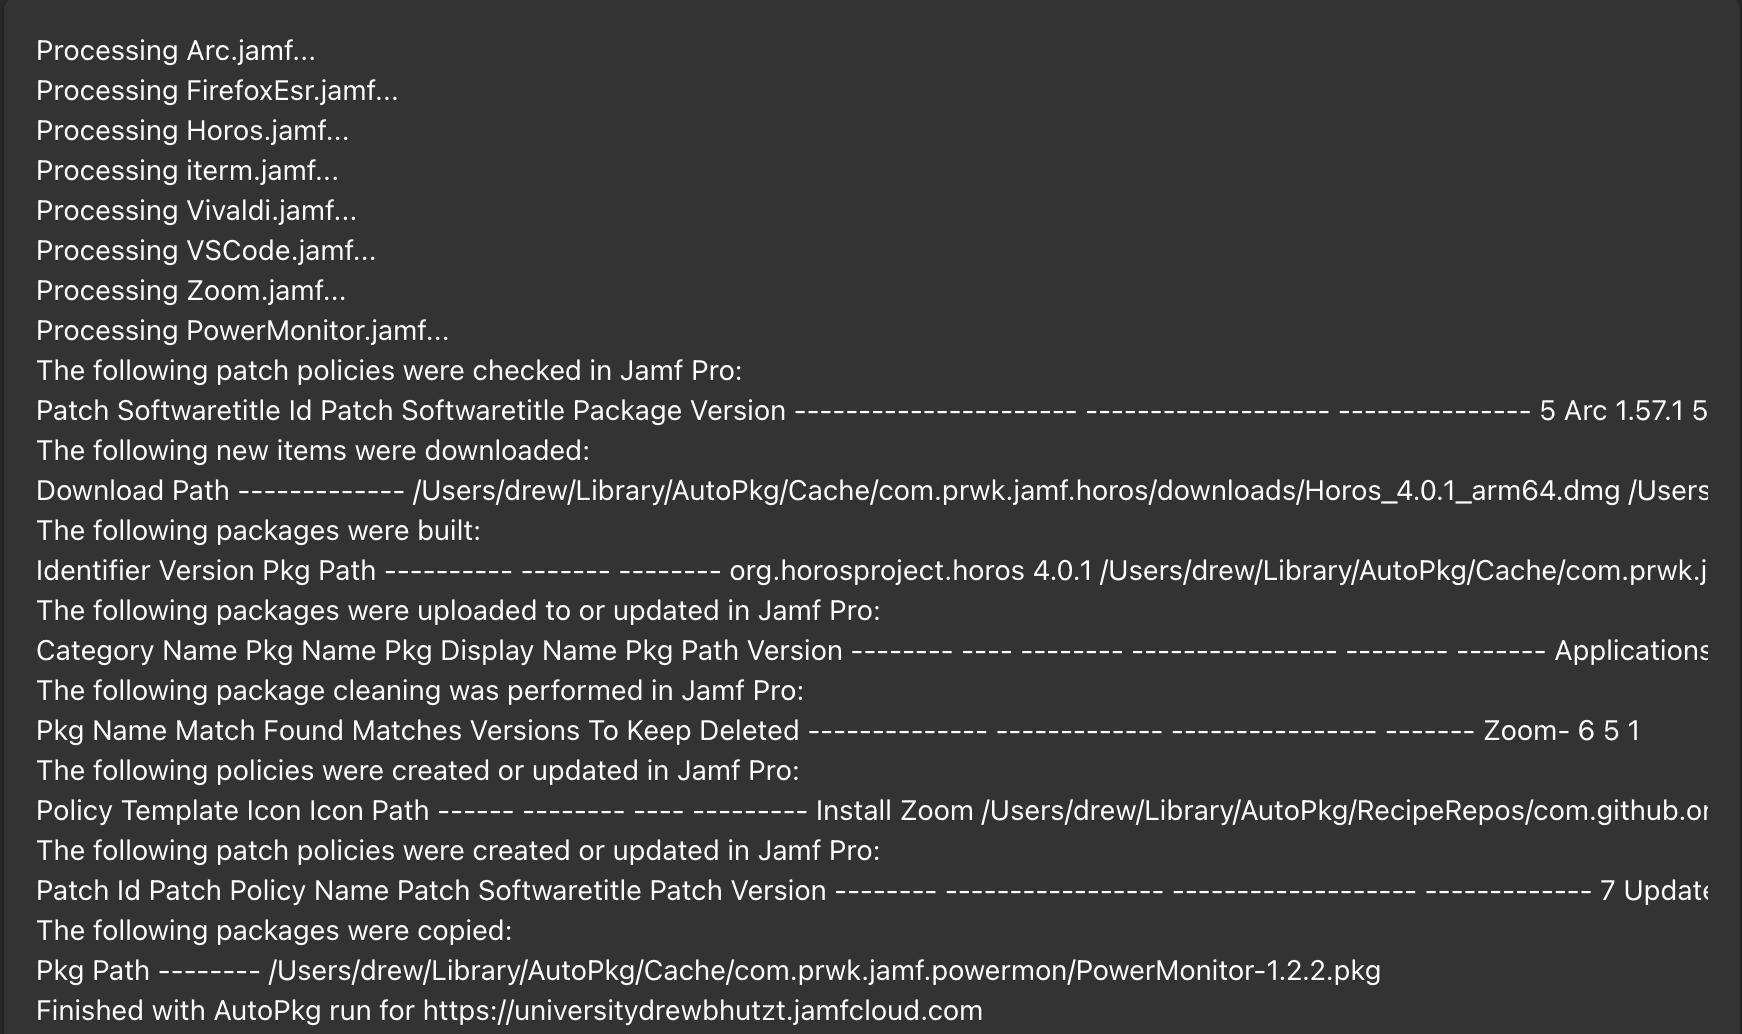 Processing Arc.jamf...
Processing FirefoxEsr.jamf...
Processing Horos.jamf...
Processing iterm.jamf...
Processing Vivaldi.jamf...
Processing VSCode.jamf...
Processing Zoom.jamf...
Processing PowerMonitor.jamf...
The following patch policies were checked in Jamf Pro:
Patch Softwaretitle Id Patch Softwaretitle Package Version ---------------------- ------------------- --------------- 5 Arc 1.57.1 5
The following new items were downloaded:
Download Path ------------- /Users/drew/Library/AutoPkg/Cache/com.prwk.jamf.horos/downloads/Horos_4.0.1_arm64.dmg /Users
The following packages were built:
Identifier Version Pkg Path ---------- ------- -------- org.horosproject.horos 4.0.1 /Users/drew/Library/AutoPkg/Cache/com.prwk.j
The following packages were uploaded to or updated in Jamf Pro:
Category Name Pkg Name Pkg Display Name Pkg Path Version -------- ---- -------- ---------------- -------- ------- Applications
The following package cleaning was performed in Jamf Pro:
Pkg Name Match Found Matches Versions To Keep Deleted -------------- ------------- ---------------- ------- Zoom- 6 5 1
The following policies were created or updated in Jamf Pro:
Policy Template Icon Icon Path ------ -------- ---- --------- Install Zoom /Users/drew/Library/AutoPkg/RecipeRepos/com.github.or
The following patch policies were created or updated in Jamf Pro:
Patch Id Patch Policy Name Patch Softwaretitle Patch Version -------- ----------------- ------------------- ------------- 7 Update
The following packages were copied:
Pkg Path -------- /Users/drew/Library/AutoPkg/Cache/com.prwk.jamf.powermon/PowerMonitor-1.2.2.pkg
Finished with AutoPkg run for https://universitydrewbhutzt.jamfcloud.com